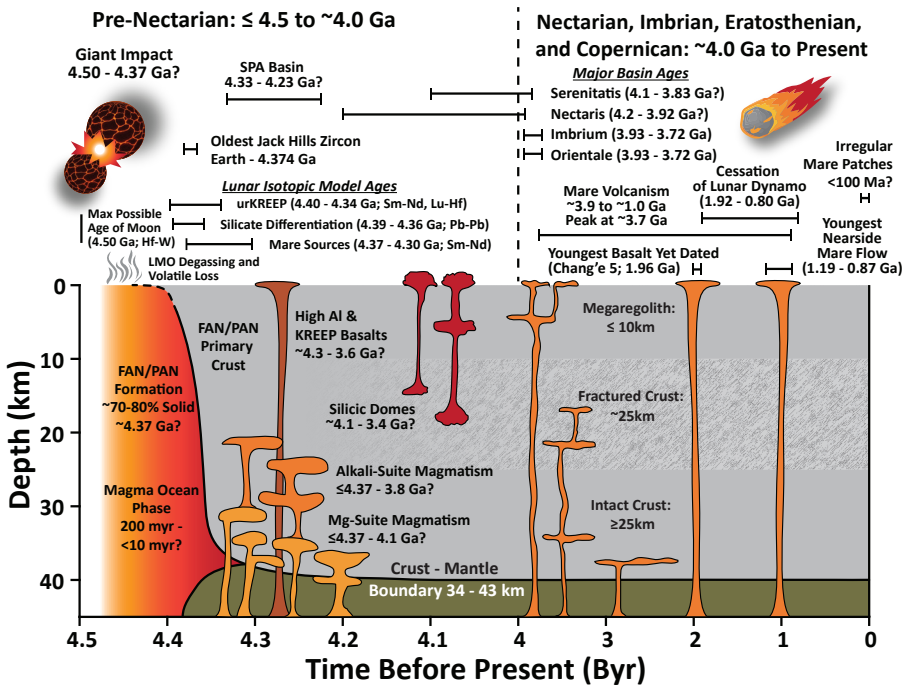 Pre-Nectarian: ≤ 4.5 to ~4.0 Ga
Nectarian, Imbrian, Eratosthenian,
and Copernican: ~4.0 Ga to Present
Giant Impact
4.50 - 4.37 Ga?
SPA Basin
4.33 - 4.23 Ga?
Major Basin Ages
Serenitatis (4.1 - 3.83 Ga?)
Nectaris (4.2 - 3.92 Ga?)
Imbrium (3.93 - 3.72 Ga)
Orientale (3.93 - 3.72 Ga)
Oldest Jack Hills Zircon
Earth - 4.374 Ga
Irregular
Mare Patches
<100 Ma?
Cessation
of Lunar Dynamo
(1.92 - 0.80 Ga)
Lunar Isotopic Model Ages
urKREEP (4.40 - 4.34 Ga; Sm-Nd, Lu-Hf)
Silicate Differentiation (4.39 - 4.36; Pb-Pb)
Mare Sources (4.37 - 4.30 Ga; Sm-Nd)
Max Possible
Age of Moon
(4.50 Ga; Hf-W)
Mare Volcanism
~3.9 to ~1.0 Ga
Peak at ~3.7 Ga
Youngest
Nearside
Mare Flow
(1.19 - 0.87 Ga)
Youngest Basalt Yet Dated
(Chang'e 5; 1.96 Ga)
LMO Degassing and
Volatile Loss
0
10
20
30
40
Depth (km)
FAN/PAN
Primary
Crust
High Al &
KREEP Basalts
~4.3 - 3.6 Ga?
Megaregolith:
≤ 10km
FAN/PAN
Formation
~70-80% Solid
~4.37 Ga?
Silicic Domes
~4.1 - 3.4 Ga?
Fractured Crust:
~25km
Alkali-Suite Magmatism
≤4.37 - 3.8 Ga?
Magma Ocean
Phase
200 myr -
<10 myr?
Mg-Suite Magmatism
≤4.37 - 4.1 Ga?
Intact Crust:
≥25km
Crust - Mantle
Boundary 34 - 43 km
4.5
4.4
4.3
4.2
4.1
4
3
2
1
0
Time Before Present (Byr)